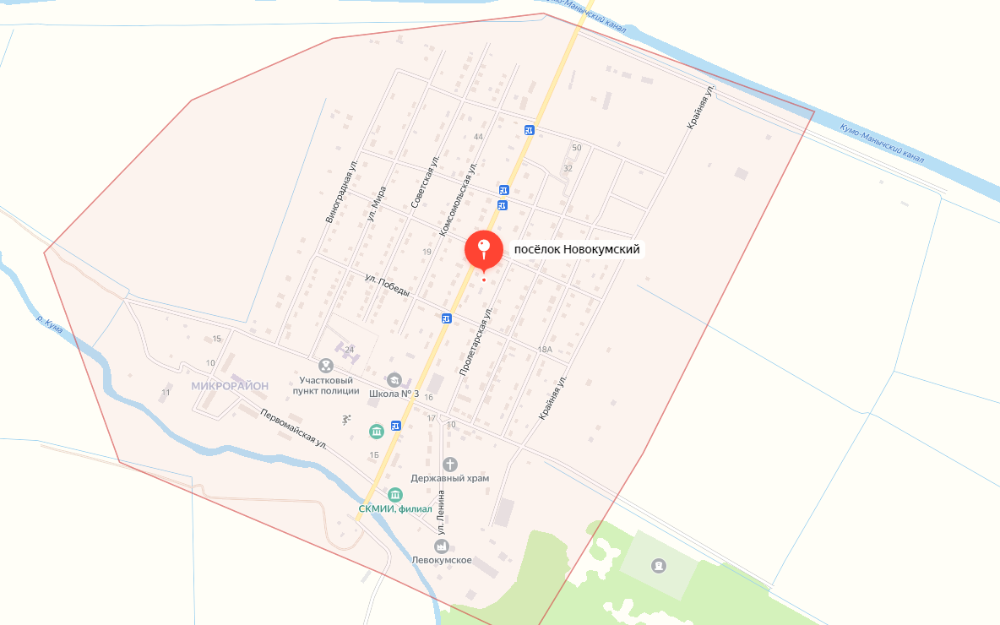 Кумо-Манычский канал
Крайняя ул.
Кумо-Манычский канал
44
50
32
Виноградная ул.
ул. Мира
Советская ул.
Комсомольская ул.
19
посёлок Новокумский
ул. Победы
р. Кума
15
24
10
18А
Пролетарская ул.
Участковый
пункт полиции
МИКРОРАЙОН
11
Школа № 3
16
Крайняя ул.
17
10
Первомайская ул.
1Б
Державный храм
СКМИИ, филиал
ул. Ленина
Левокумское